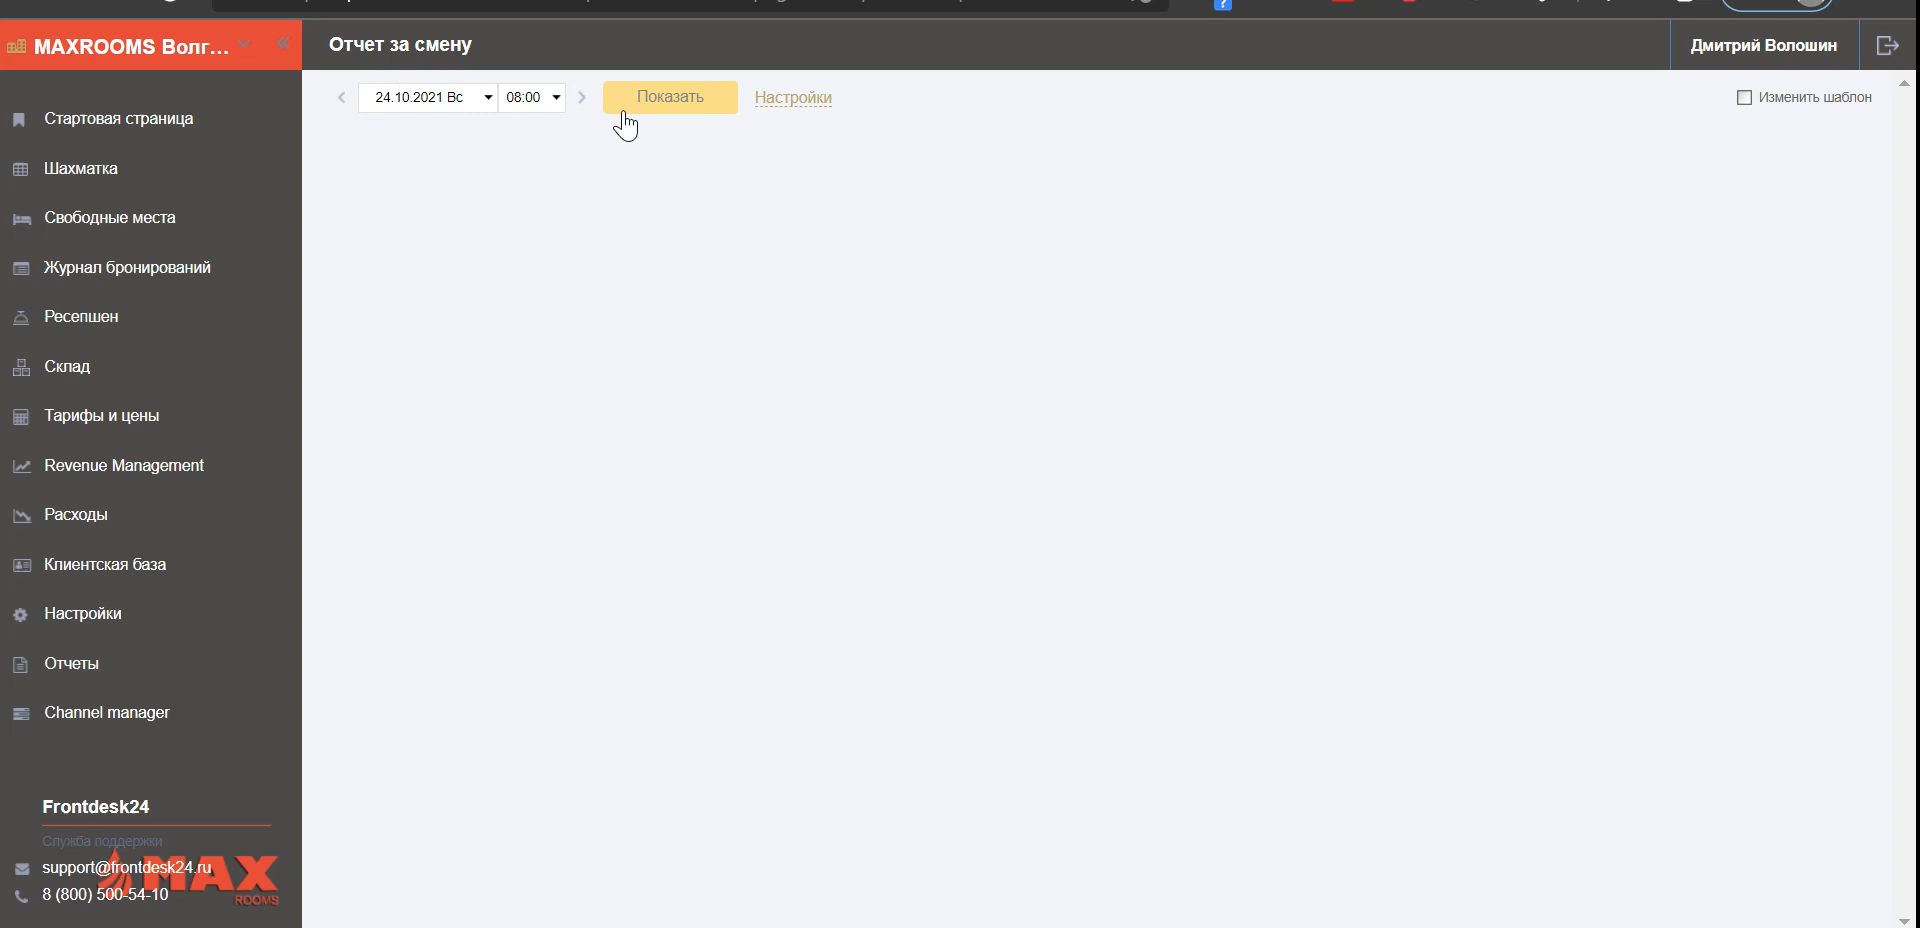 MAXROOMS Волг...
Отчет за смену
Дмитрий Волошин
24.10.2021 Вс
08:00
Показать
Настройки
Изменить шаблон
Стартовая страница
Шахматка
Свободные места
Журнал бронирований
Ресепшен
Склад
Тарифы и цены
Revenue Management
Расходы
Клиентская база
Настройки
Отчеты
Channel manager
Frontdesk24
Служба поддержки
support@frontdesk24.ru
8 (800) 500-54-10
MAX
ROOMS